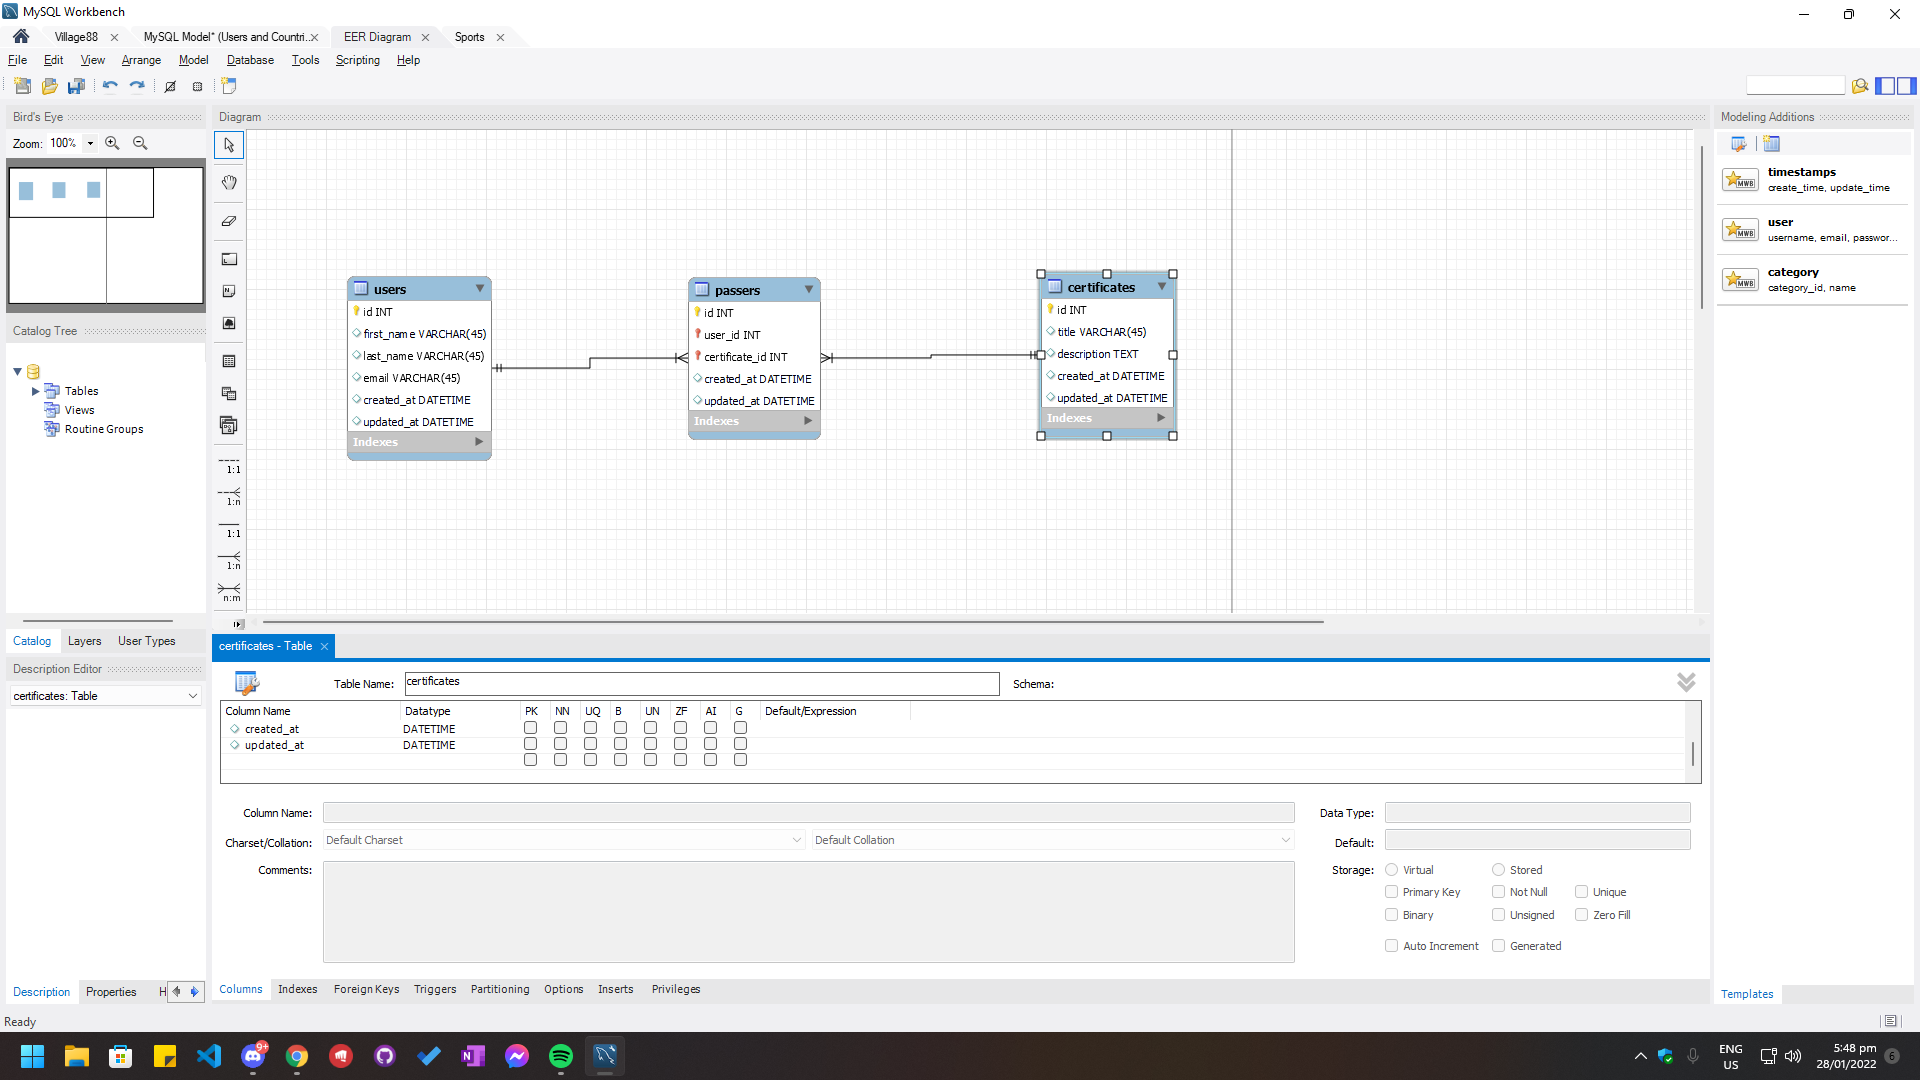 MySQL Workbench
Village88
MySQL Model* (Users and Countri...
EER Diagram
Sports
File Edit View Arrange Model Database Tools Scripting Help
Bird's Eye
Zoom: 100%
Catalog Tree
Tables
Views
Routine Groups
Catalog Layers User Types
Description Editor
certificates: Table
Description Properties H
Diagram
1:1
1:n
1:1
1:n
n:m
users
id INT
first_name VARCHAR(45)
last_name VARCHAR(45)
email VARCHAR(45)
created_at DATETIME
updated_at DATETIME
Indexes
passers
id INT
user_id INT
certificate_id INT
created_at DATETIME
updated_at DATETIME
Indexes
certificates
id INT
title VARCHAR(45)
description TEXT
created_at DATETIME
updated_at DATETIME
Indexes
Modeling Additions
timestamps
create_time, update_time
user
username, email, passwor...
category
category_id, name
MWB
MWB
MWB
Templates
certificates - Table
Table Name: certificates
Schema:
Column Name Datatype PK NN UQ B UN ZF AI G Default/Expression
created_at DATETIME
updated_at DATETIME
Column Name:
Data Type:
Charset/Collation: Default Charset Default Collation
Default:
Comments:
Storage: Virtual Stored
Primary Key Not Null Unique
Binary Unsigned Zero Fill
Auto Increment Generated
Columns Indexes Foreign Keys Triggers Partitioning Options Inserts Privileges
Ready
9+
ENG
US
5:48 pm
28/01/2022
6